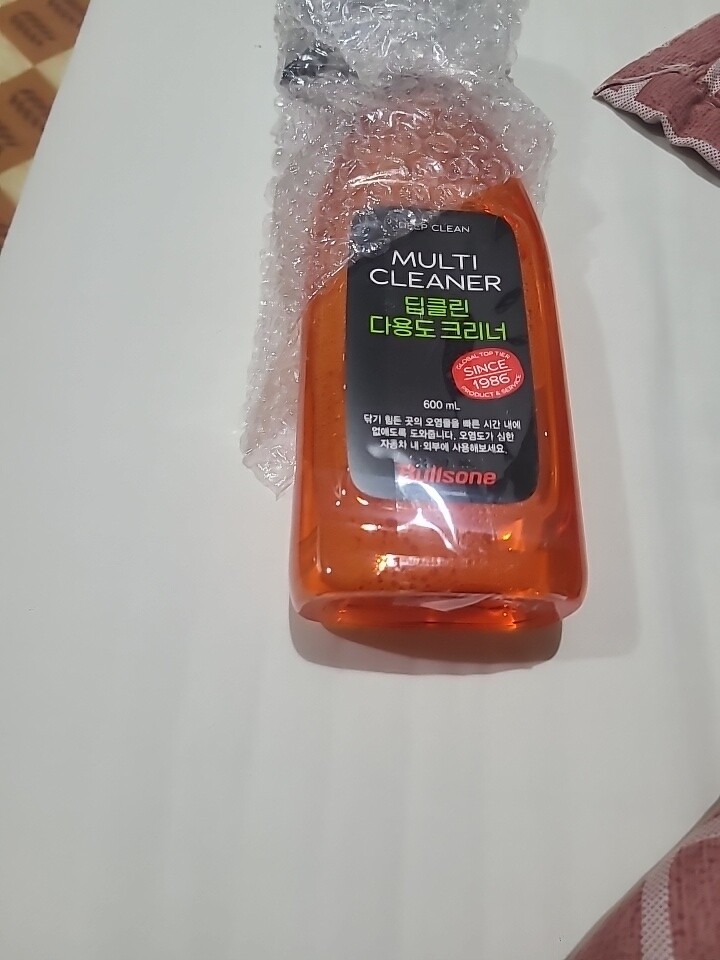 DEEP CLEAN
MULTI
CLEANER
딥클린
다용도 크리너
GLOBAL TOP TIER
SINCE
1986
PRODUCT & SERVICE
600 mL
닦기 힘든 곳의 오염물을 빠른 시간 내에
없애도록 도와줍니다. 오염도가 심한
자동차 내·외부에 사용해보세요.
Bullsone